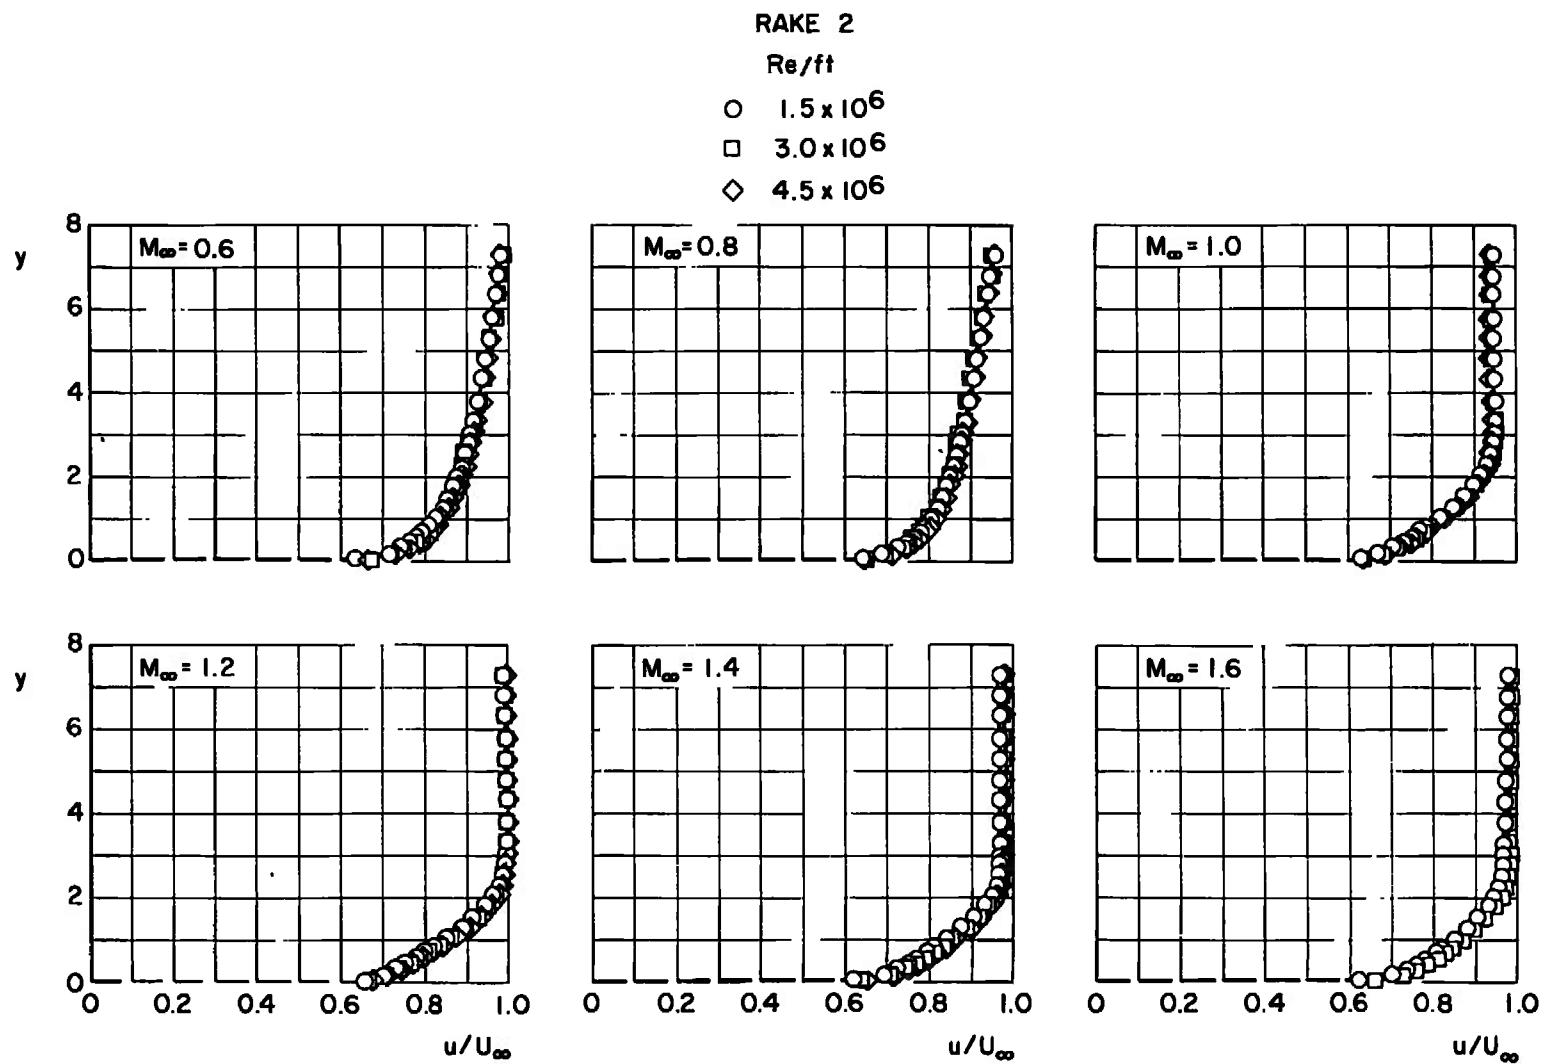 RAKE 2
Re/ft
1.5 x 10⁶
3.0 x 10⁶
4.5 x 10⁶
8
6
4
2
0
y
M∞ = 0.6
M∞ = 0.8
M∞ = 1.0
8
6
4
2
0
y
M∞ = 1.2
M∞ = 1.4
M∞ = 1.6
0 0.2 0.4 0.6 0.8 1.0
0 0.2 0.4 0.6 0.8 1.0
0 0.2 0.4 0.6 0.8 1.0
u/U∞
u/U∞
u/U∞